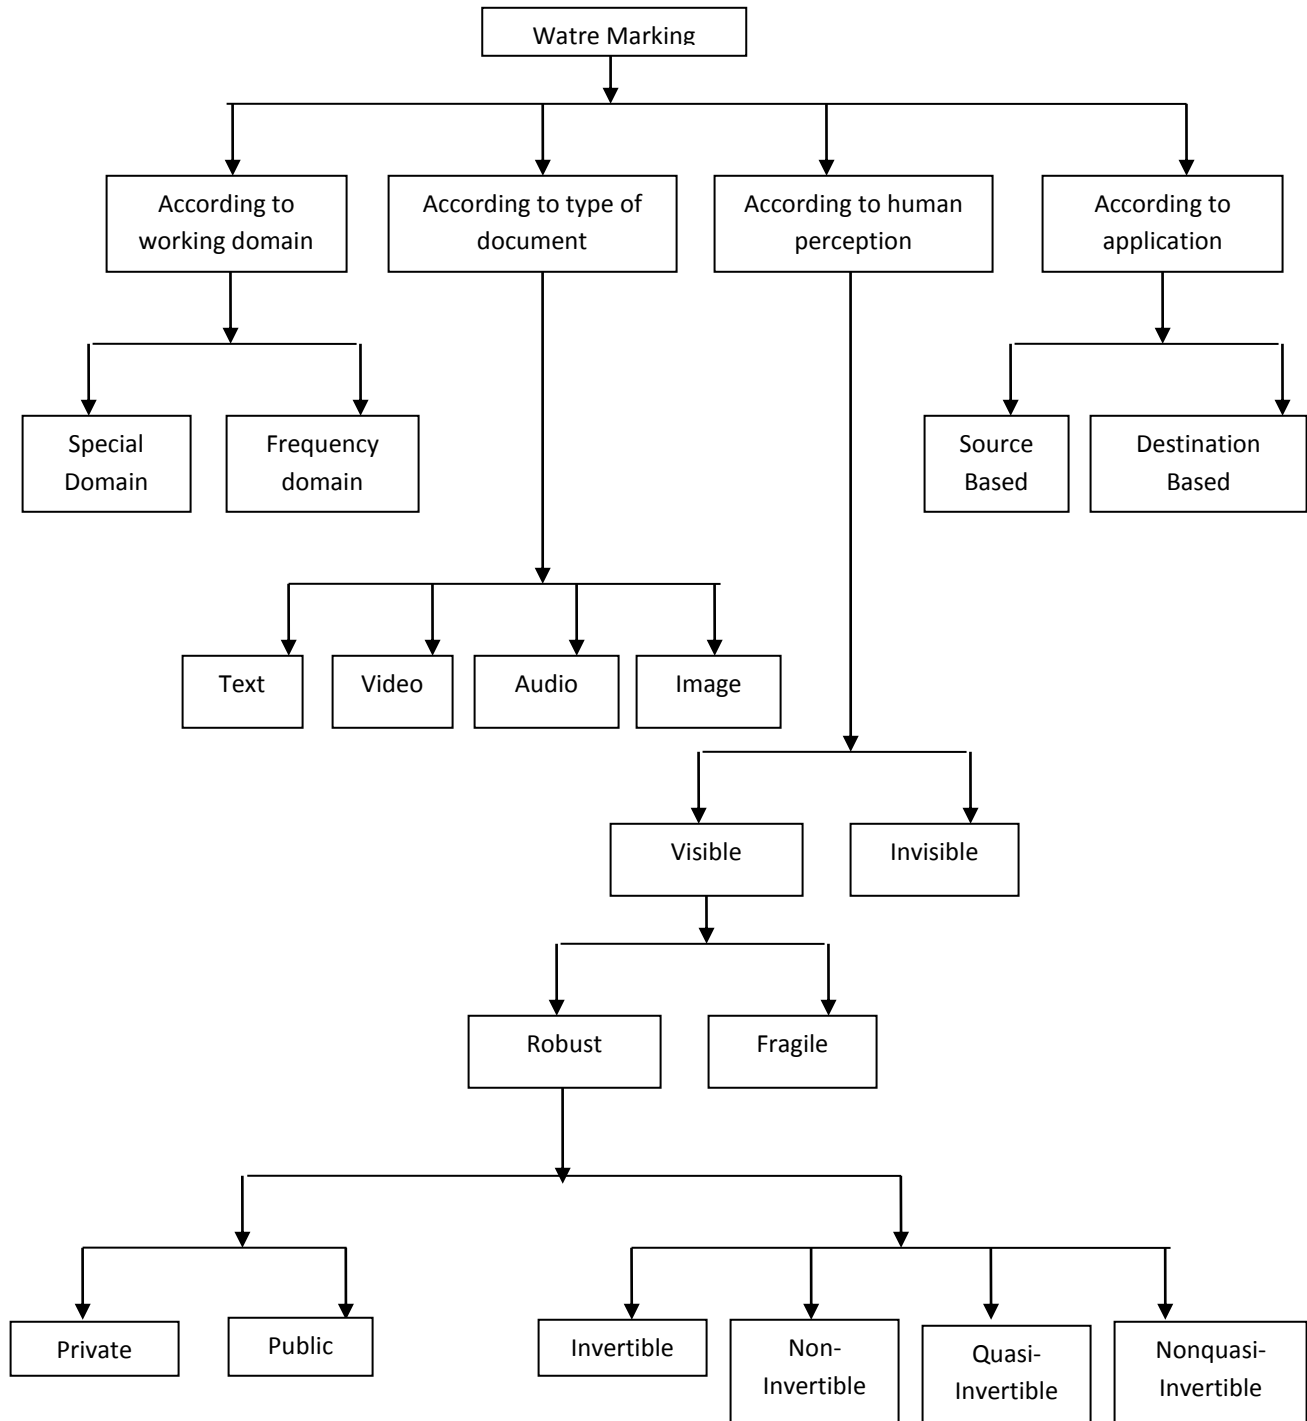 Watre Marking
According to
working domain
According to type of
document
According to human
perception
According to
application
Special
Domain
Frequency
domain
Source
Based
Destination
Based
Text
Video
Audio
Image
Visible
Invisible
Robust
Fragile
Private
Public
Invertible
Non-
Invertible
Quasi-
Invertible
Nonquasi-
Invertible